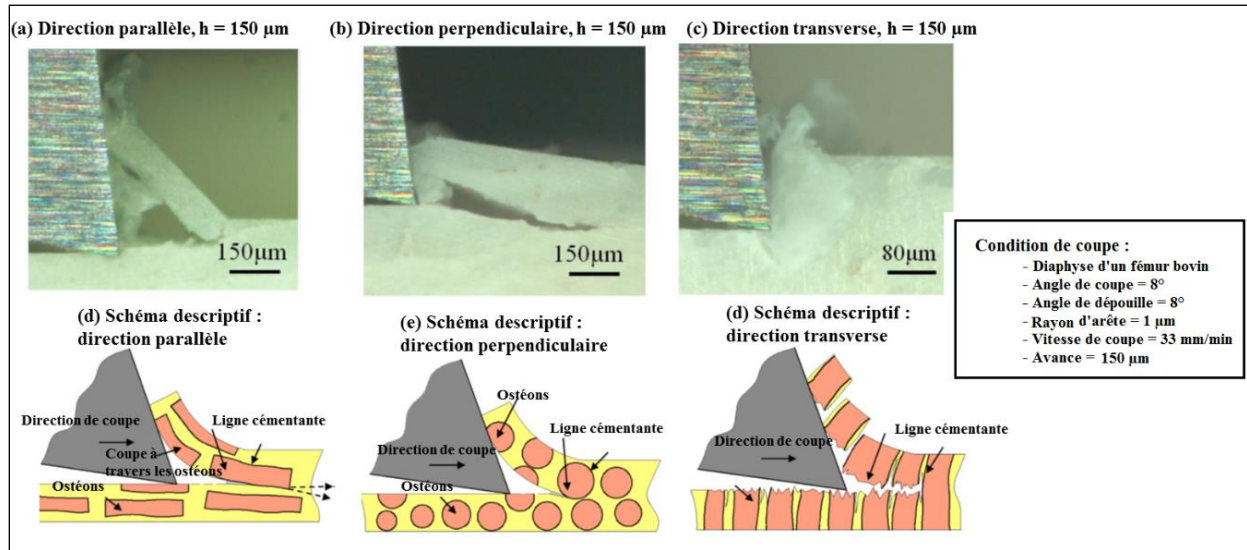 (a) Direction parallèle, h = 150 µm
(b) Direction perpendiculaire, h = 150 µm
(c) Direction transverse, h = 150 µm
150µm
150µm
80µm
Condition de coupe :
- Diaphyse d'un fémur bovin
- Angle de coupe = 8°
- Angle de dépouille = 8°
- Rayon d'arête = 1 µm
- Vitesse de coupe = 33 mm/min
- Avance = 150 µm
(d) Schéma descriptif :
direction parallèle
(e) Schéma descriptif :
direction perpendiculaire
(d) Schéma descriptif :
direction transverse
Direction de coupe
Ligne cémentante
Coupe à
travers les ostéons
Ostéons
Ostéons
Ligne cémentante
Direction de coupe
Ostéons
Ligne cémentante
Direction de coupe